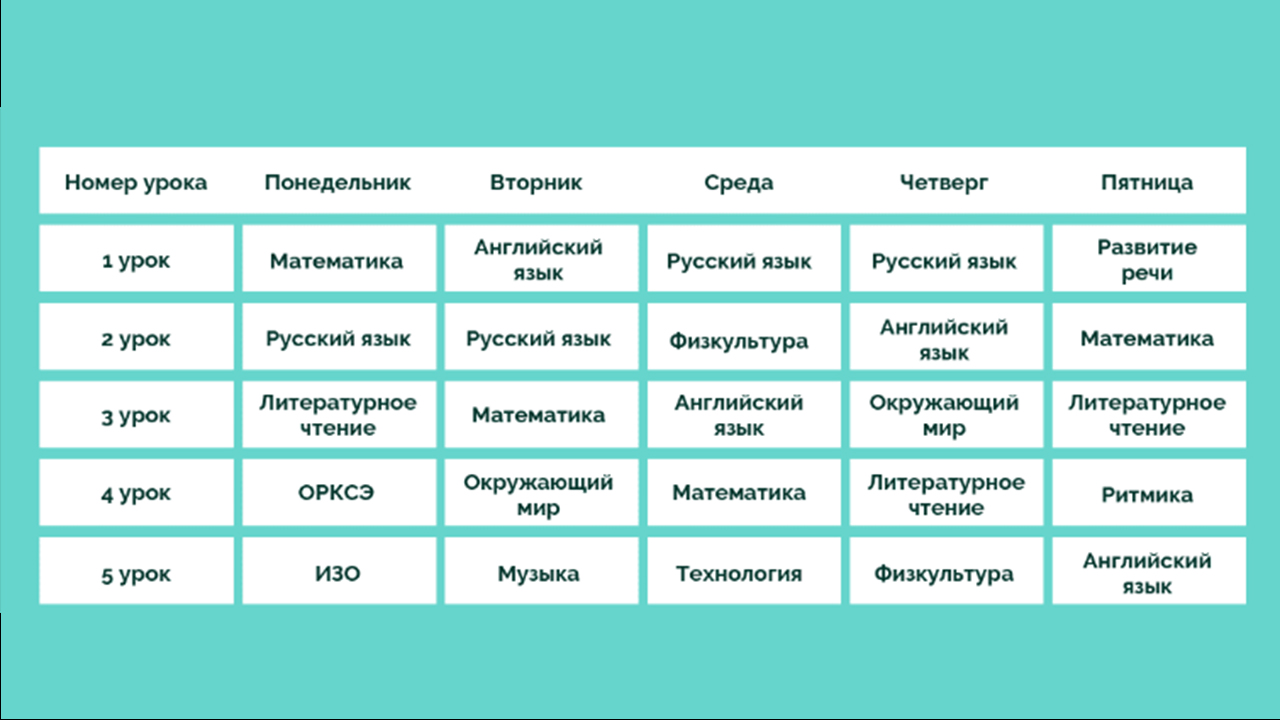 Номер урока Понедельник Вторник Среда Четверг Пятница
1 урок Математика Английский язык Русский язык Русский язык Развитие речи
2 урок Русский язык Русский язык Физкультура Английский язык Математика
3 урок Литературное чтение Математика Английский язык Окружающий мир Литературное чтение
4 урок ОРКСЭ Окружающий мир Математика Литературное чтение Ритмика
5 урок ИЗО Музыка Технология Физкультура Английский язык